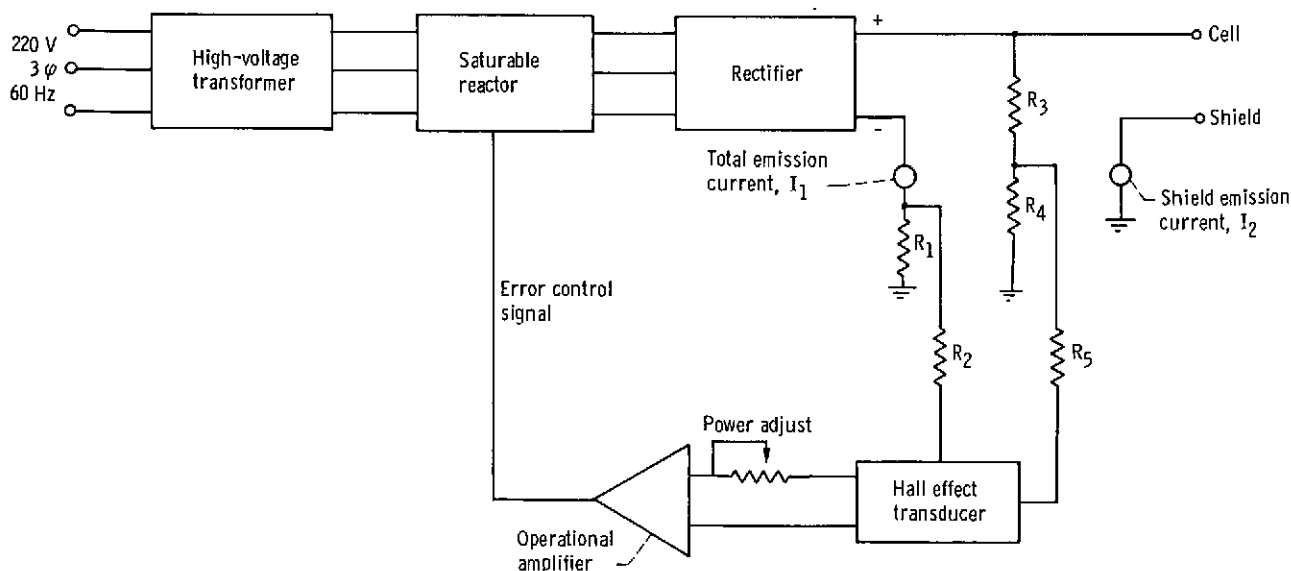 220 V
3 φ
60 Hz
High-voltage
transformer
Saturable
reactor
Rectifier
+
-
Cell
R3
Shield
Total emission
current, I1
R4
Shield emission
current, I2
R1
Error control
signal
R2
R5
Power adjust
Hall effect
transducer
Operational
amplifier